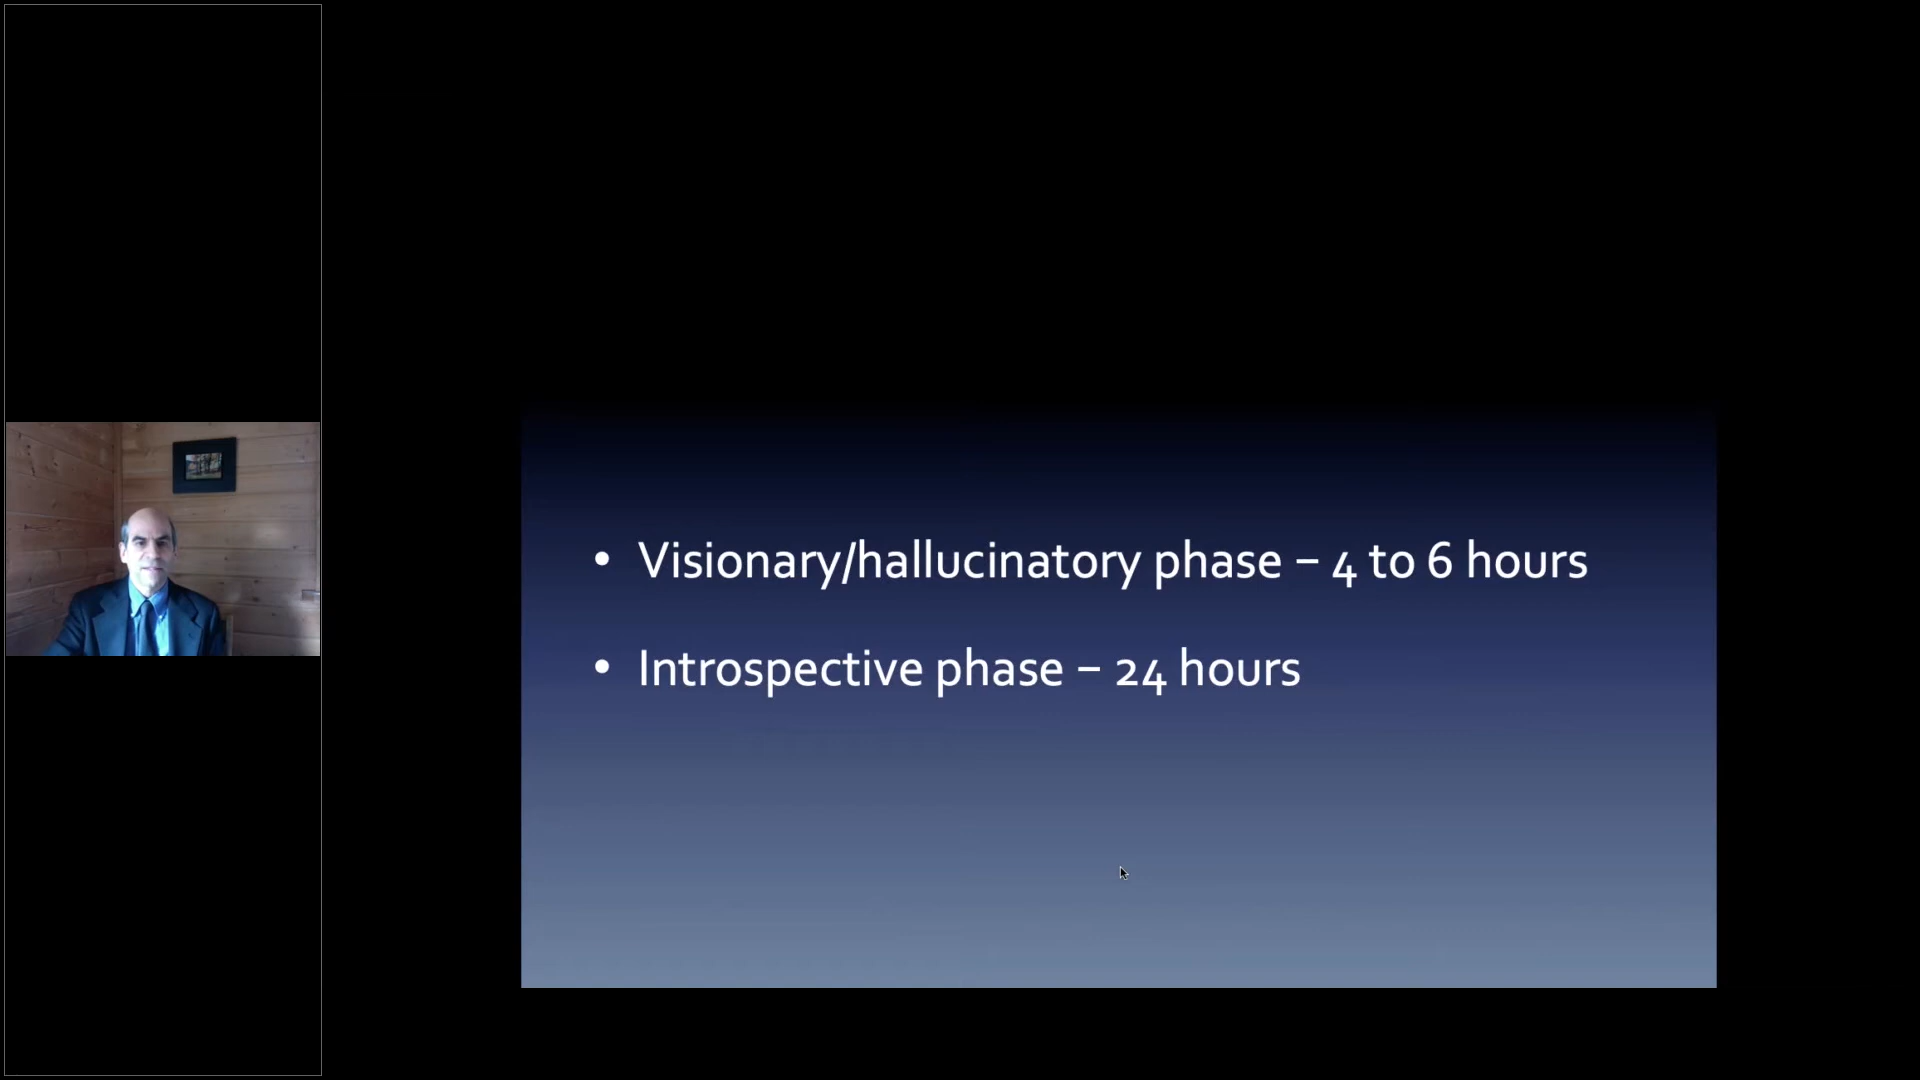 • Visionary/hallucinatory phase – 4 to 6 hours
• Introspective phase – 24 hours